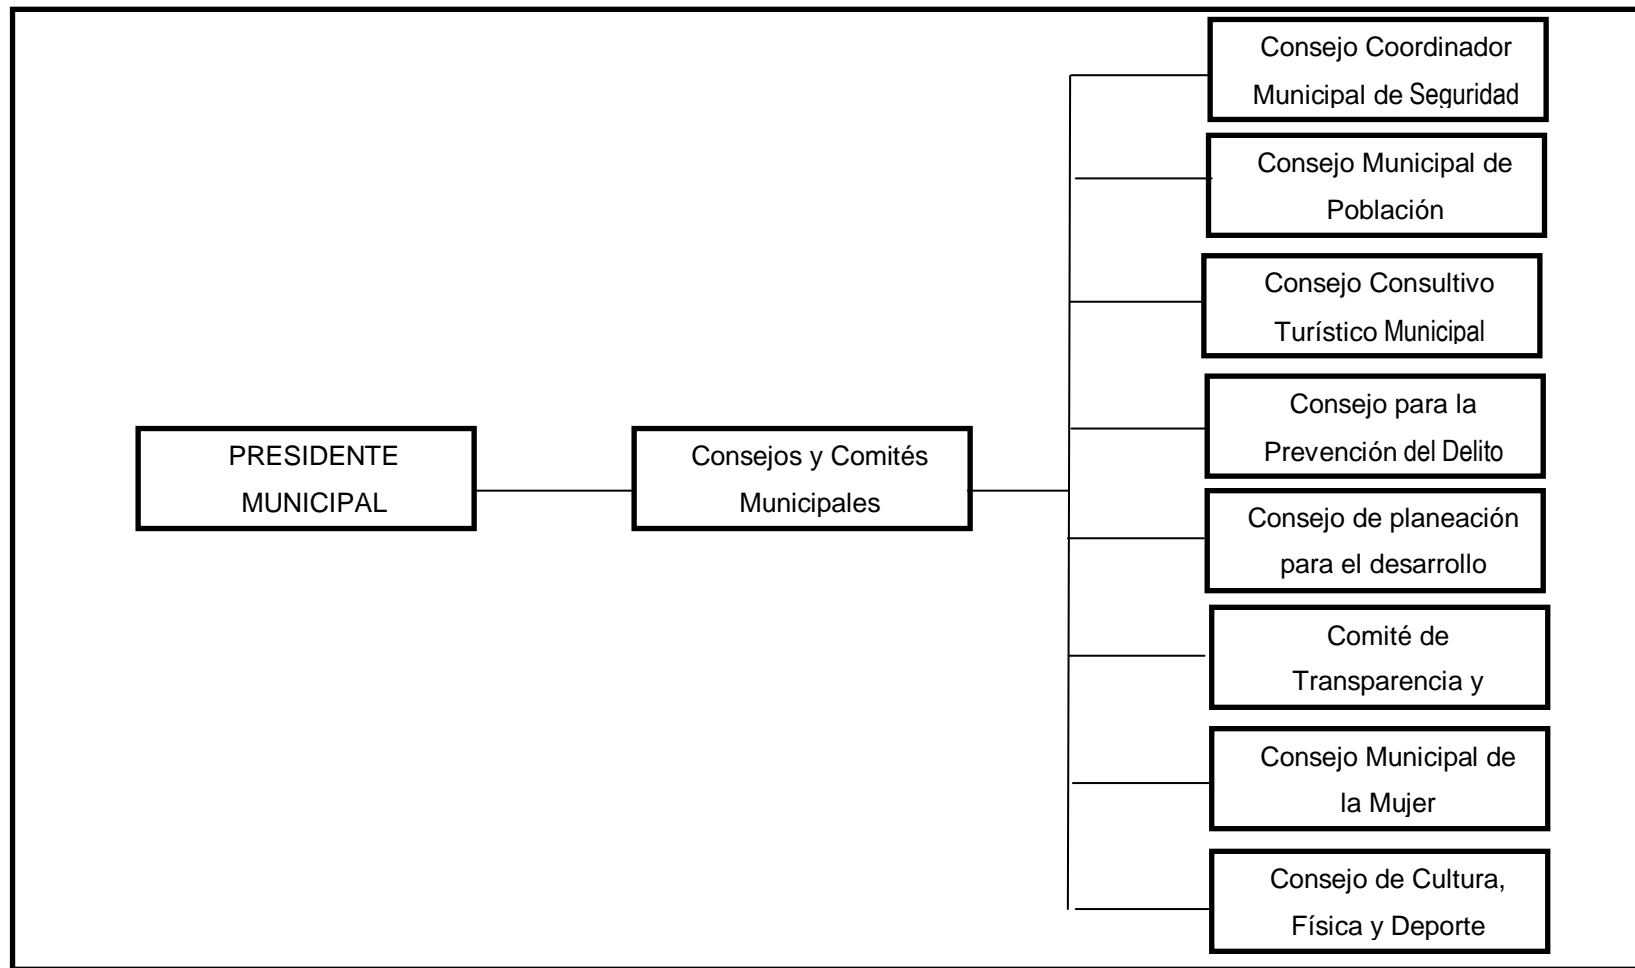 Consejo Coordinador
Municipal de Seguridad
Consejo Municipal de
Población
Consejo Consultivo
Turístico Municipal
Consejo para la
Prevención del Delito
PRESIDENTE
MUNICIPAL
Consejos y Comités
Municipales
Consejo de planeación
para el desarrollo
Comité de
Transparencia y
Consejo Municipal de
la Mujer
Consejo de Cultura,
Física y Deporte